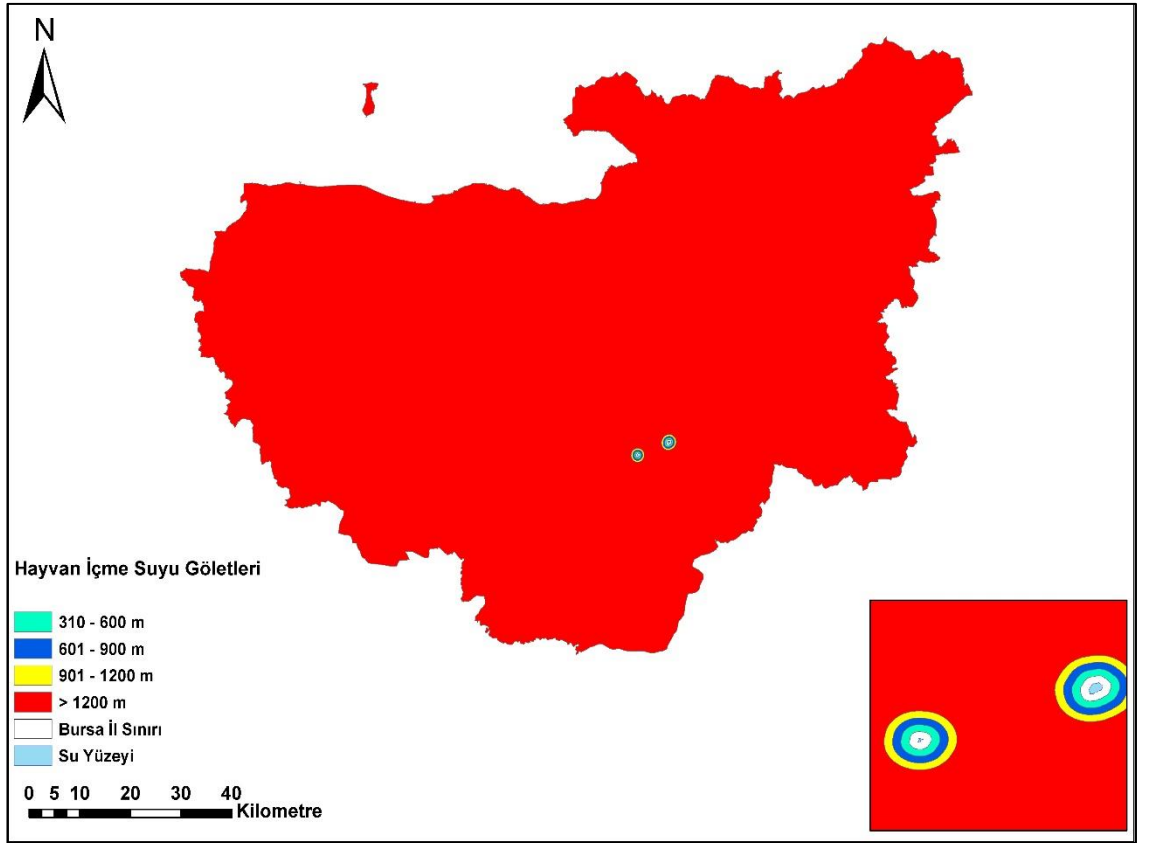 N
Hayvan İçme Suyu Göletleri
310 - 600 m
601 - 900 m
901 - 1200 m
> 1200 m
Bursa İl Sınırı
Su Yüzeyi
0 5 10 20 30 40
Kilometre